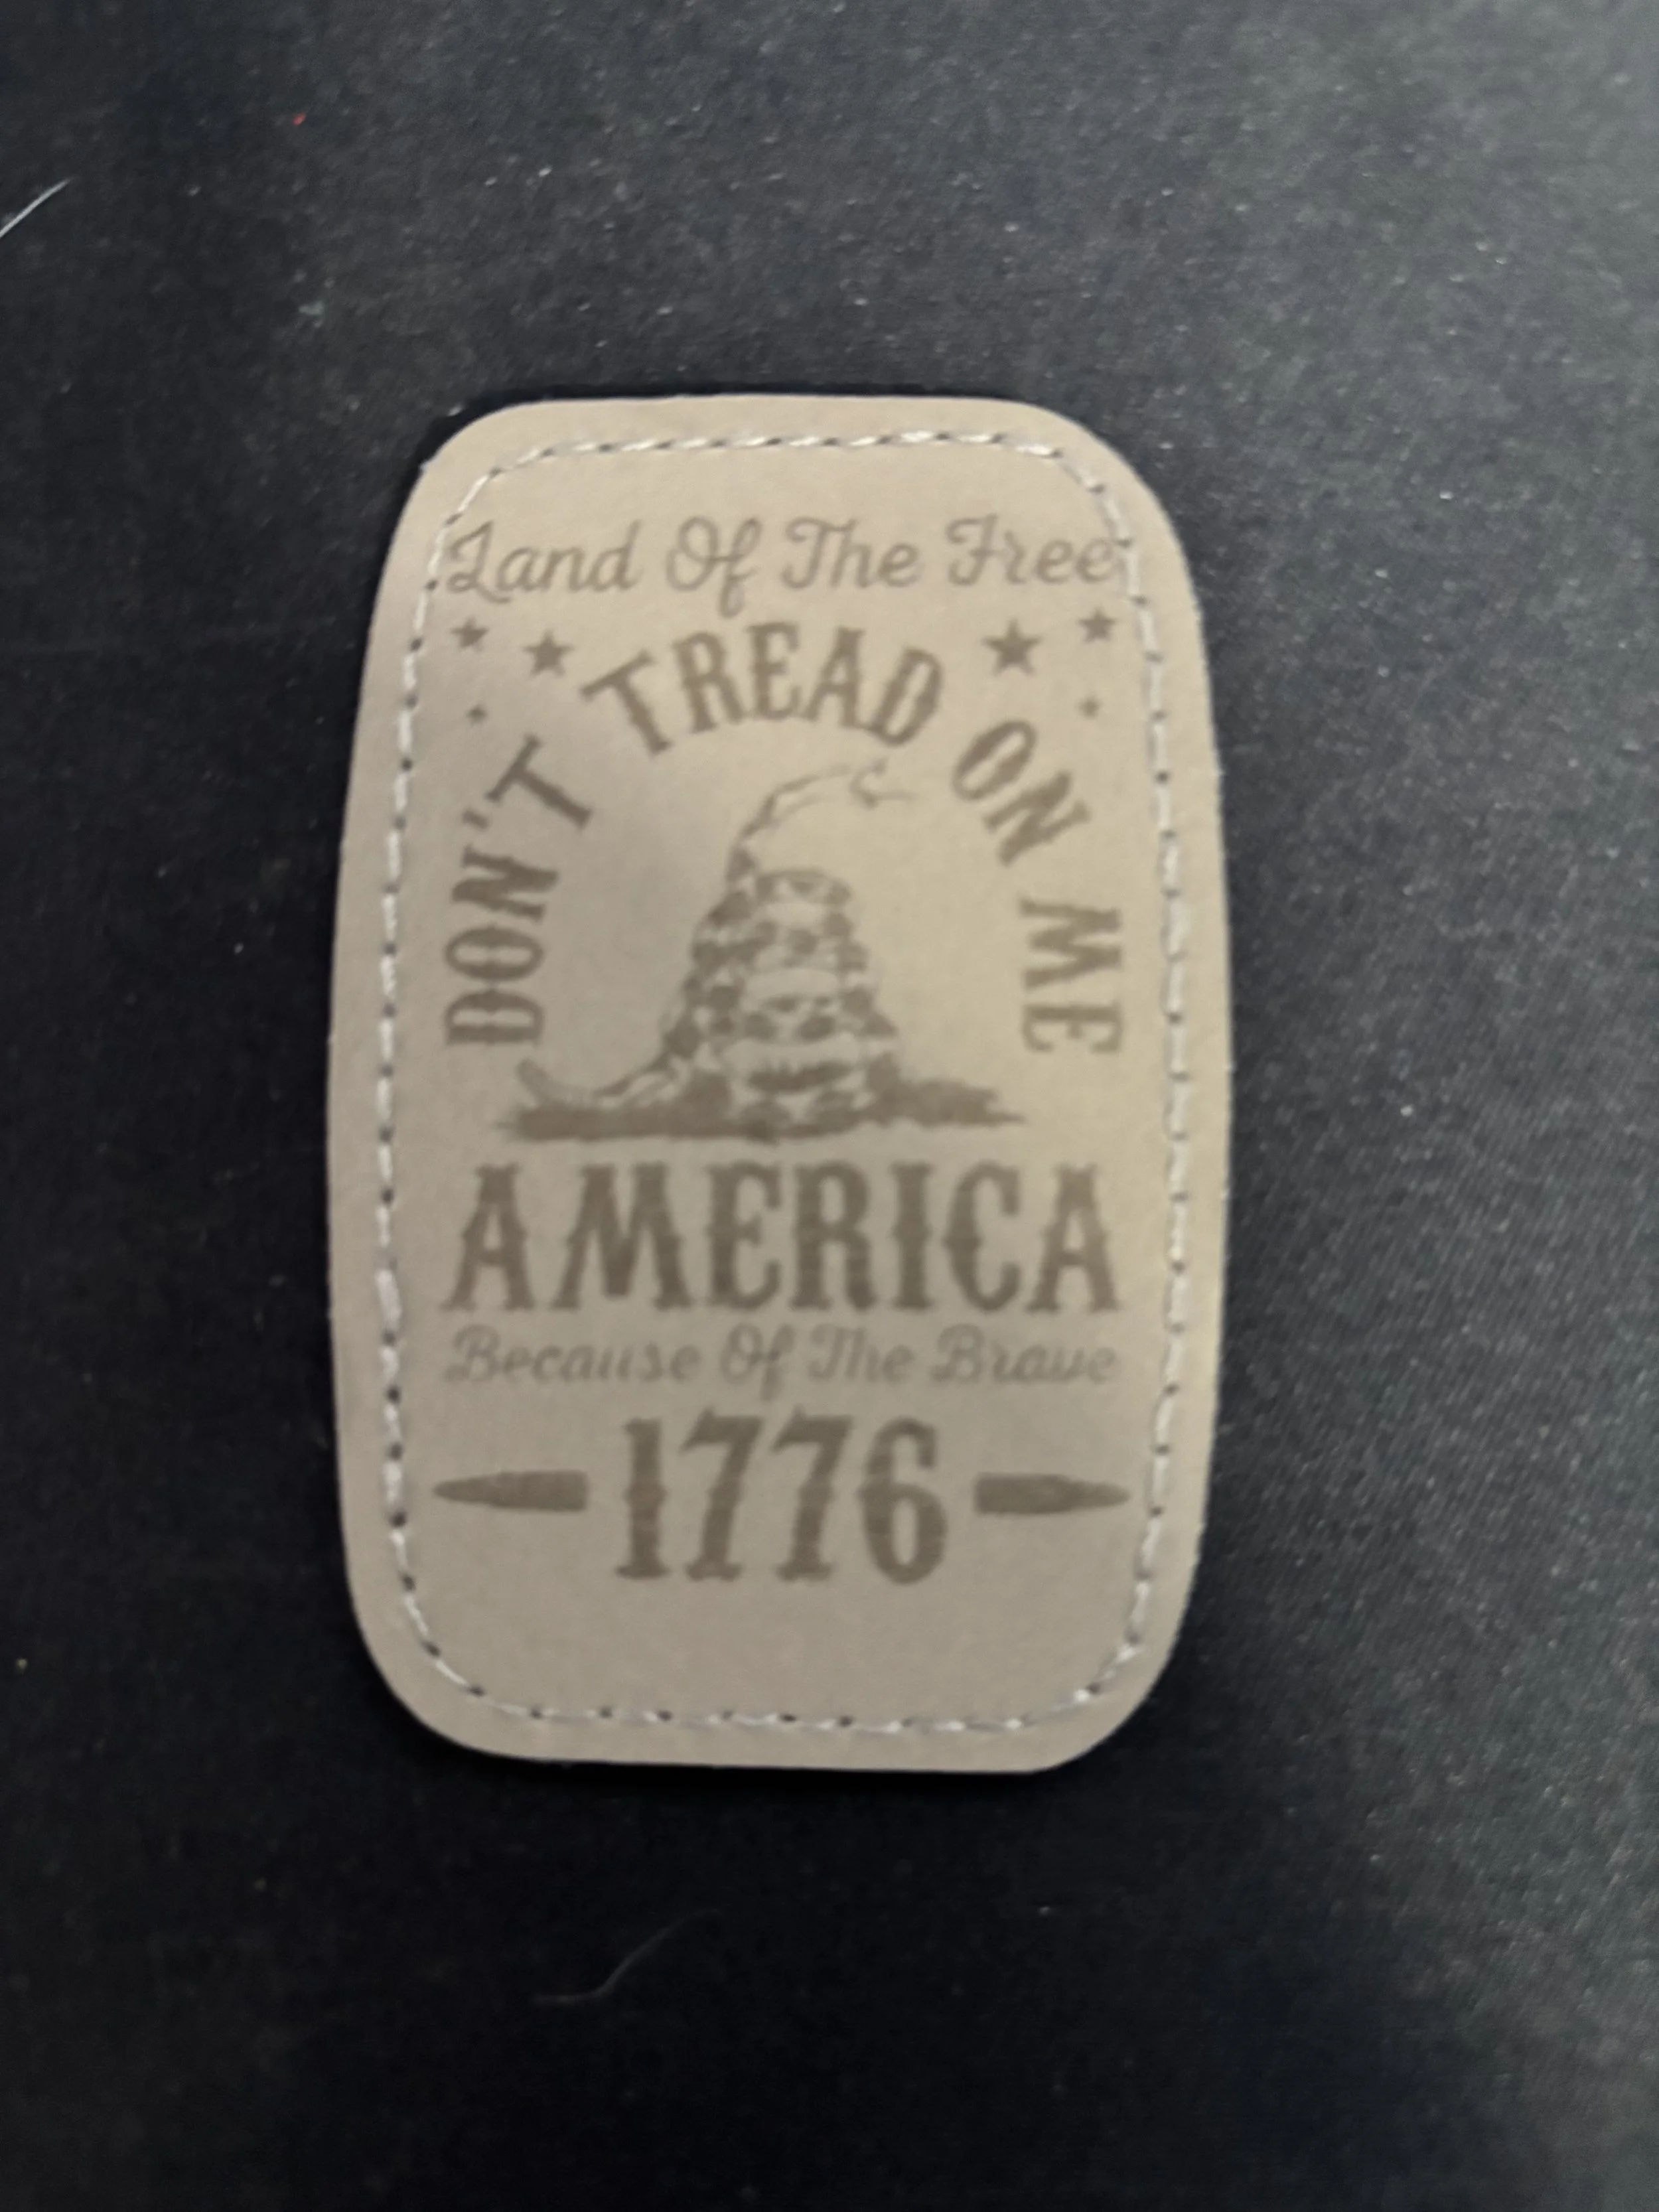 Land Of The Free
DON'T TREAD ON ME
AMERICA
Because Of The Brave
1776